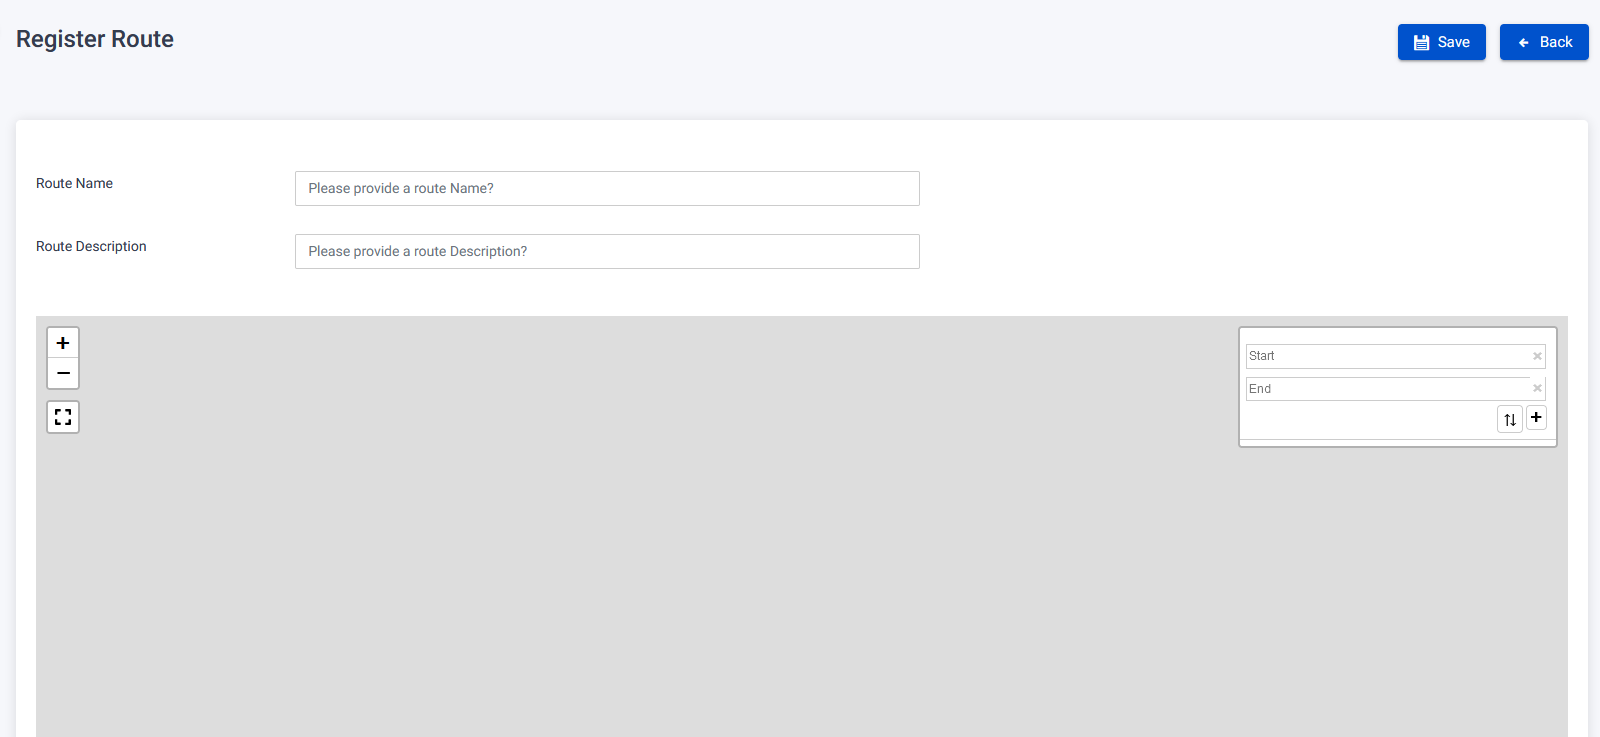 Register Route
Save
Back
Route Name
Please provide a route Name?
Route Description
Please provide a route Description?
+
−
Start
×
End
×
+